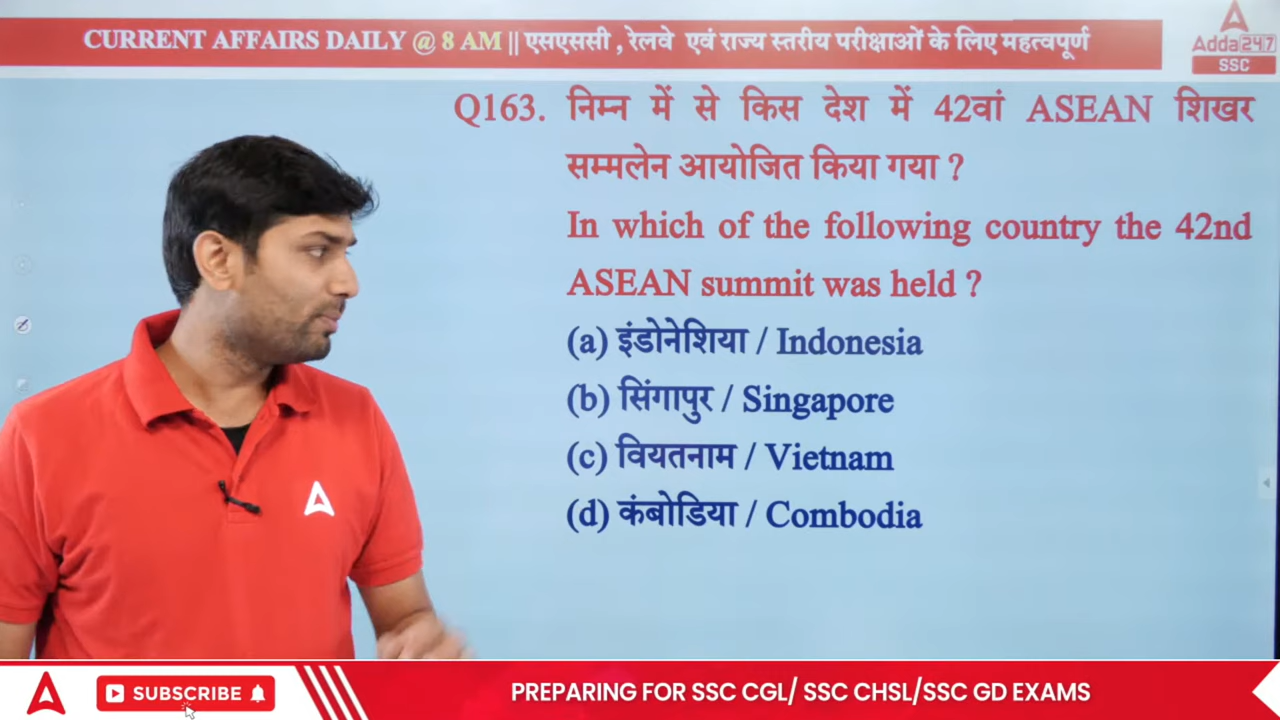 CURRENT AFFAIRS DAILY @ 8 AM || एसएससी , रेलवे एवं राज्य स्तरीय परीक्षाओं के लिए महत्वपूर्ण
Adda247
SSC
Q163. निम्न में से किस देश में 42वां ASEAN शिखर
सम्मलेन आयोजित किया गया ?
In which of the following country the 42nd
ASEAN summit was held ?
(a) इंडोनेशिया / Indonesia
(b) सिंगापुर / Singapore
(c) वियतनाम / Vietnam
(d) कंबोडिया / Combodia
SUBSCRIBE
PREPARING FOR SSC CGL/ SSC CHSL/SSC GD EXAMS